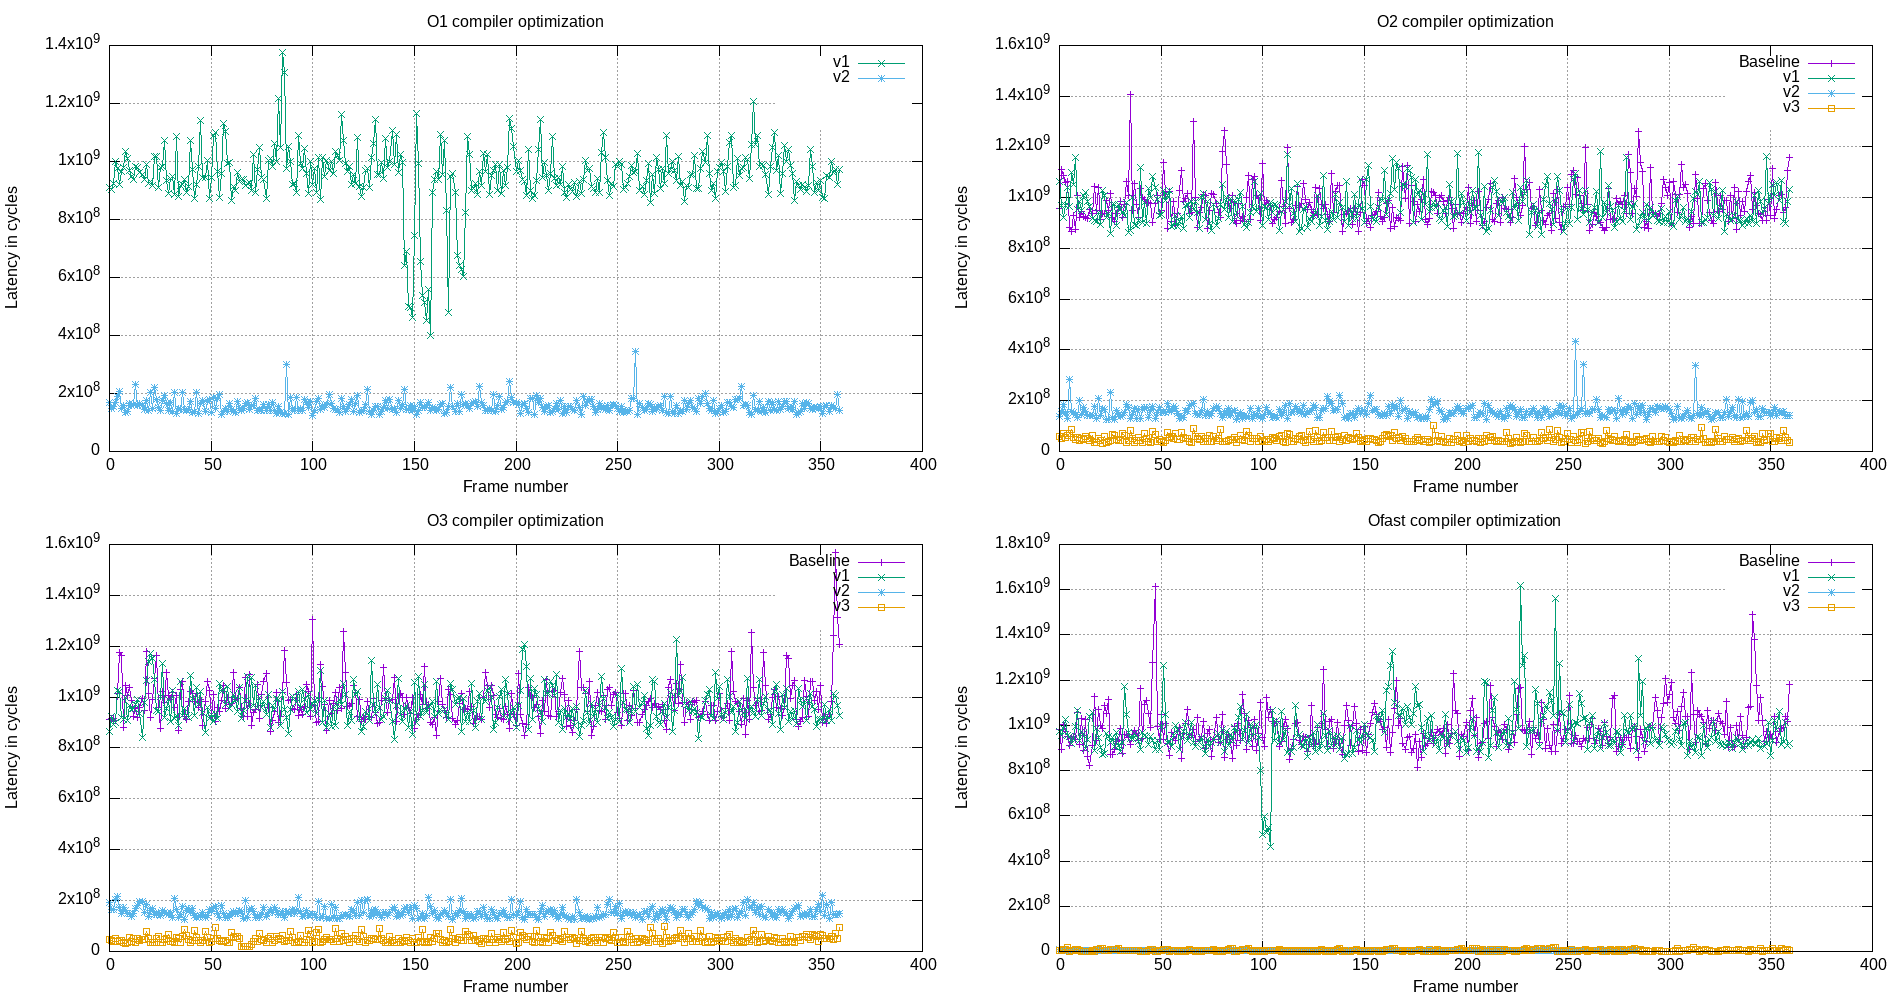 O1 compiler optimization
1.4x10^9
1.2x10^9
1x10^9
8x10^8
6x10^8
4x10^8
2x10^8
0
0 50 100 150 200 250 300 350 400
Latency in cycles
Frame number
v1
v2
O2 compiler optimization
1.6x10^9
1.4x10^9
1.2x10^9
1x10^9
8x10^8
6x10^8
4x10^8
2x10^8
0
0 50 100 150 200 250 300 350 400
Latency in cycles
Frame number
Baseline
v1
v2
v3
O3 compiler optimization
1.6x10^9
1.4x10^9
1.2x10^9
1x10^9
8x10^8
6x10^8
4x10^8
2x10^8
0
0 50 100 150 200 250 300 350 400
Latency in cycles
Frame number
Baseline
v1
v2
v3
Ofast compiler optimization
1.8x10^9
1.6x10^9
1.4x10^9
1.2x10^9
1x10^9
8x10^8
6x10^8
4x10^8
2x10^8
0
0 50 100 150 200 250 300 350 400
Latency in cycles
Frame number
Baseline
v1
v2
v3